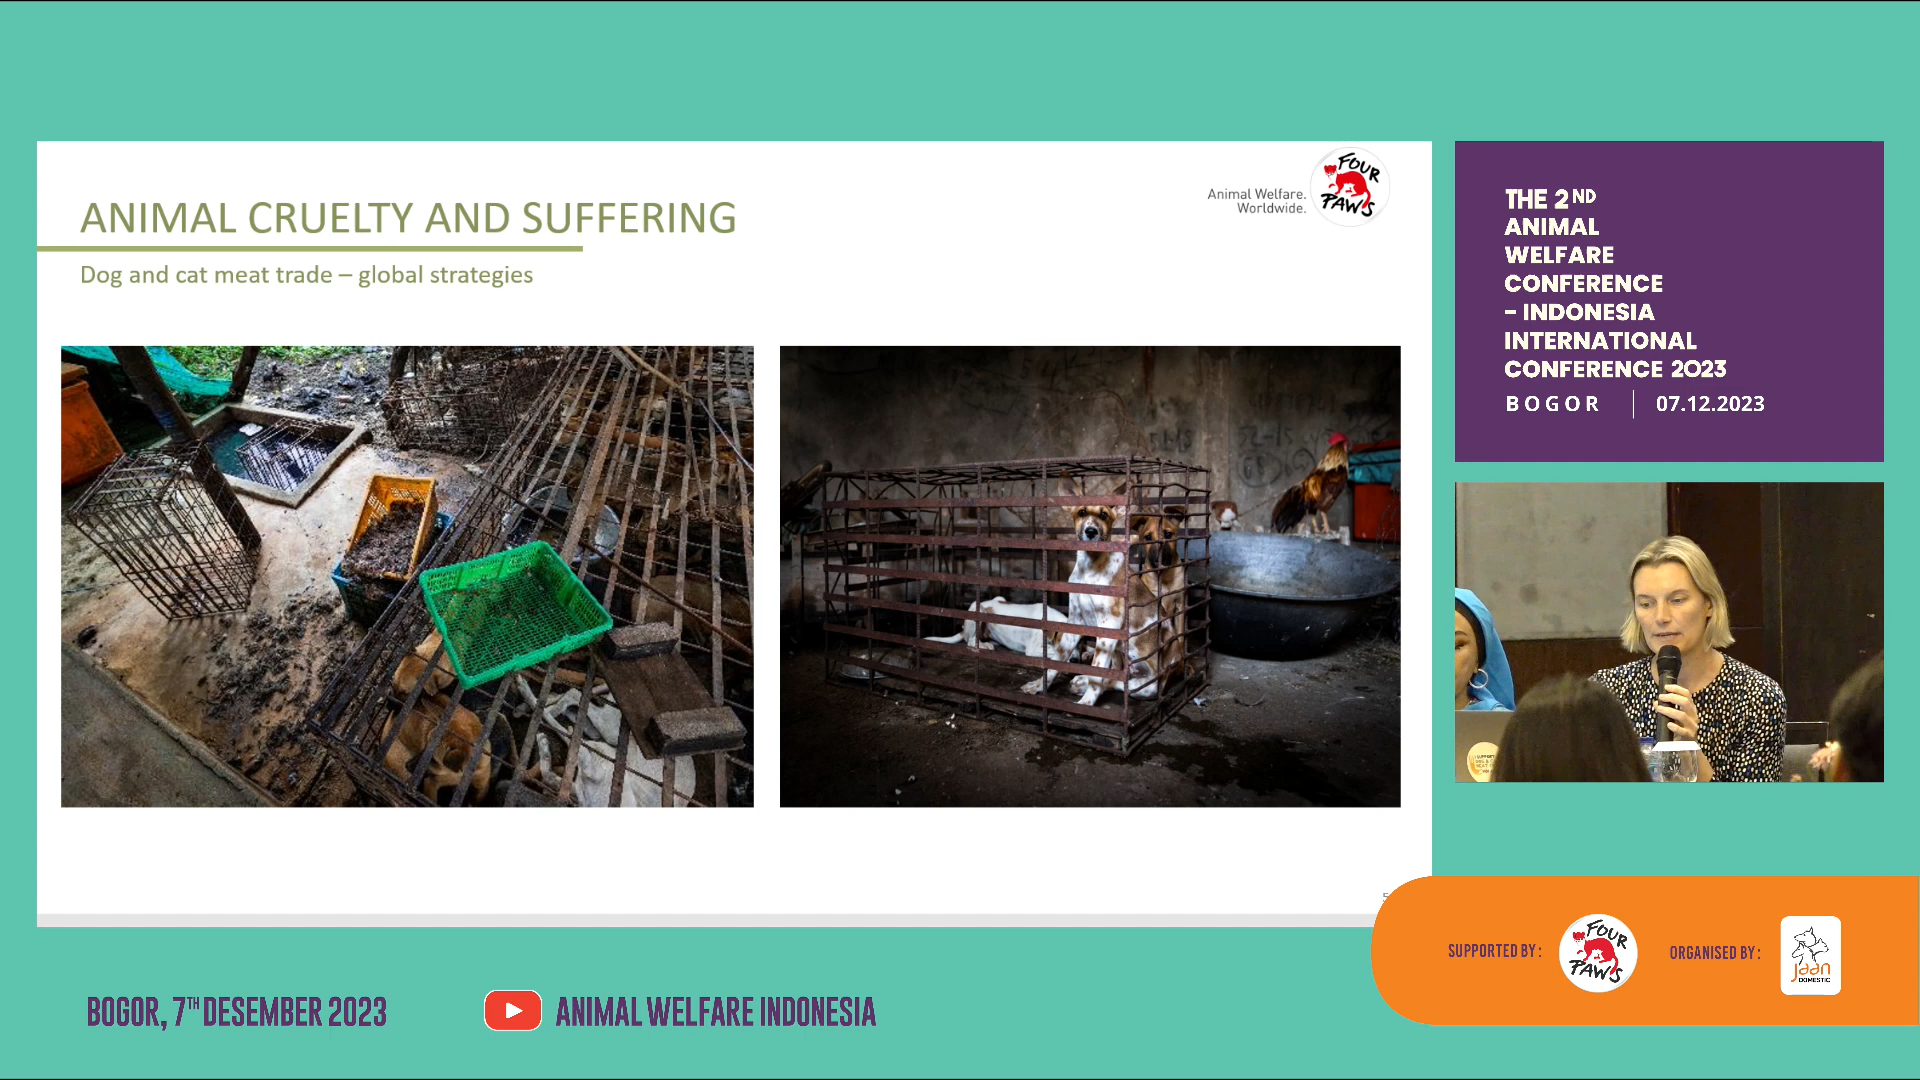 ANIMAL CRUELTY AND SUFFERING
Dog and cat meat trade – global strategies
Animal Welfare.
Worldwide.
FOUR
PAWS
THE 2ND
ANIMAL
WELFARE
CONFERENCE
- INDONESIA
INTERNATIONAL
CONFERENCE 2023
BOGOR | 07.12.2023
SUPPORTED BY :
FOUR
PAWS
ORGANISED BY :
jaan
DOMESTIC
BOGOR, 7TH DESEMBER 2023
ANIMAL WELFARE INDONESIA